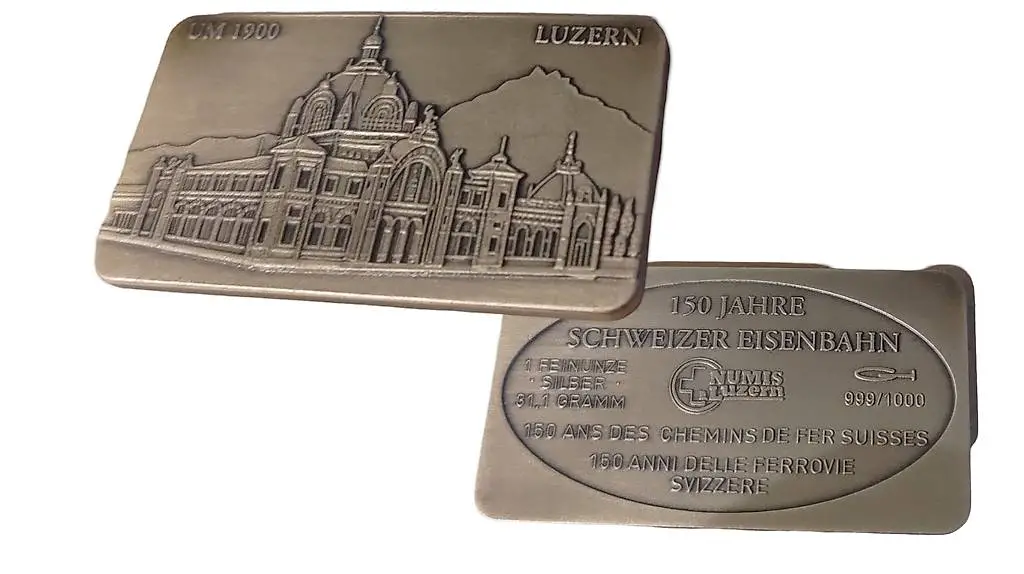 UM 1900
LUZERN
150 JAHRE
SCHWEIZER EISENBAHN
1 FEINUNZE
· SILBER ·
31,1 GRAMM
NUMIS
Luzern
999/1000
150 ANS DES CHEMINS DE FER SUISSES
150 ANNI DELLE FERROVIE
SVIZZERE